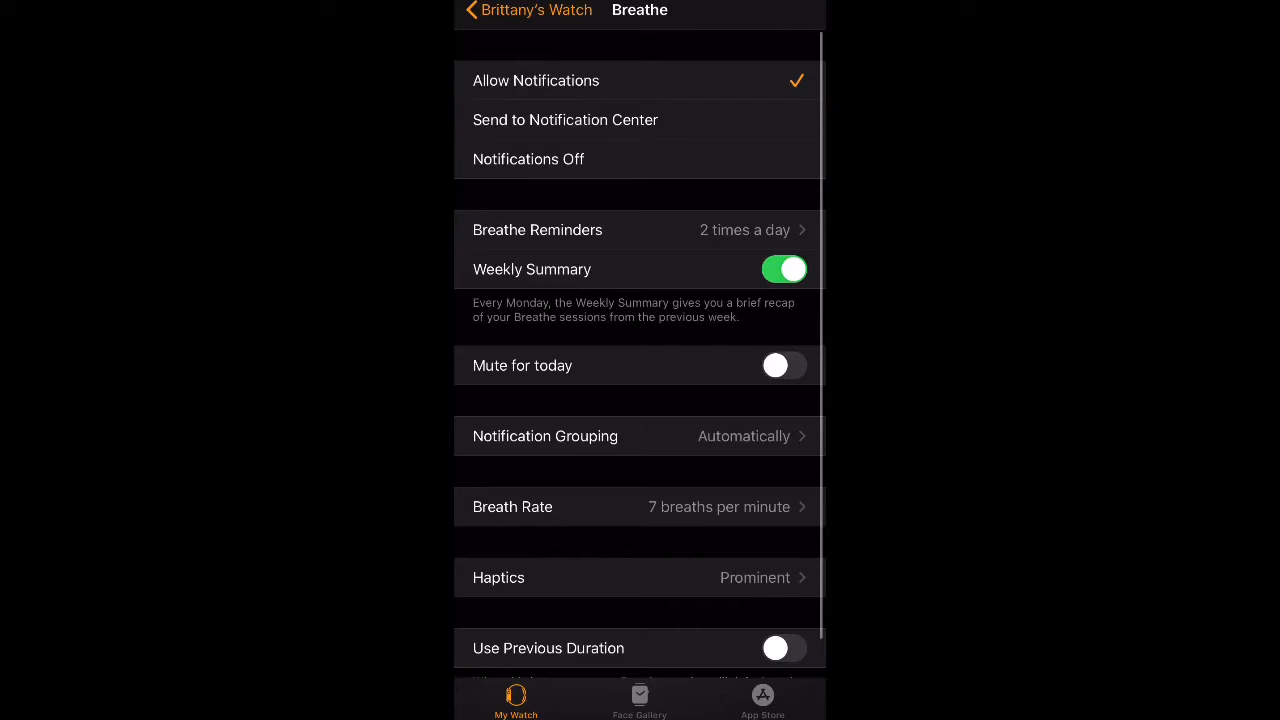 Brittany's Watch Breathe
Allow Notifications
Send to Notification Center
Notifications Off
Breathe Reminders 2 times a day
Weekly Summary
Every Monday, the Weekly Summary gives you a brief recap
of your Breathe sessions from the previous week.
Mute for today
Notification Grouping Automatically
Breath Rate 7 breaths per minute
Haptics Prominent
Use Previous Duration
My Watch Face Gallery App Store